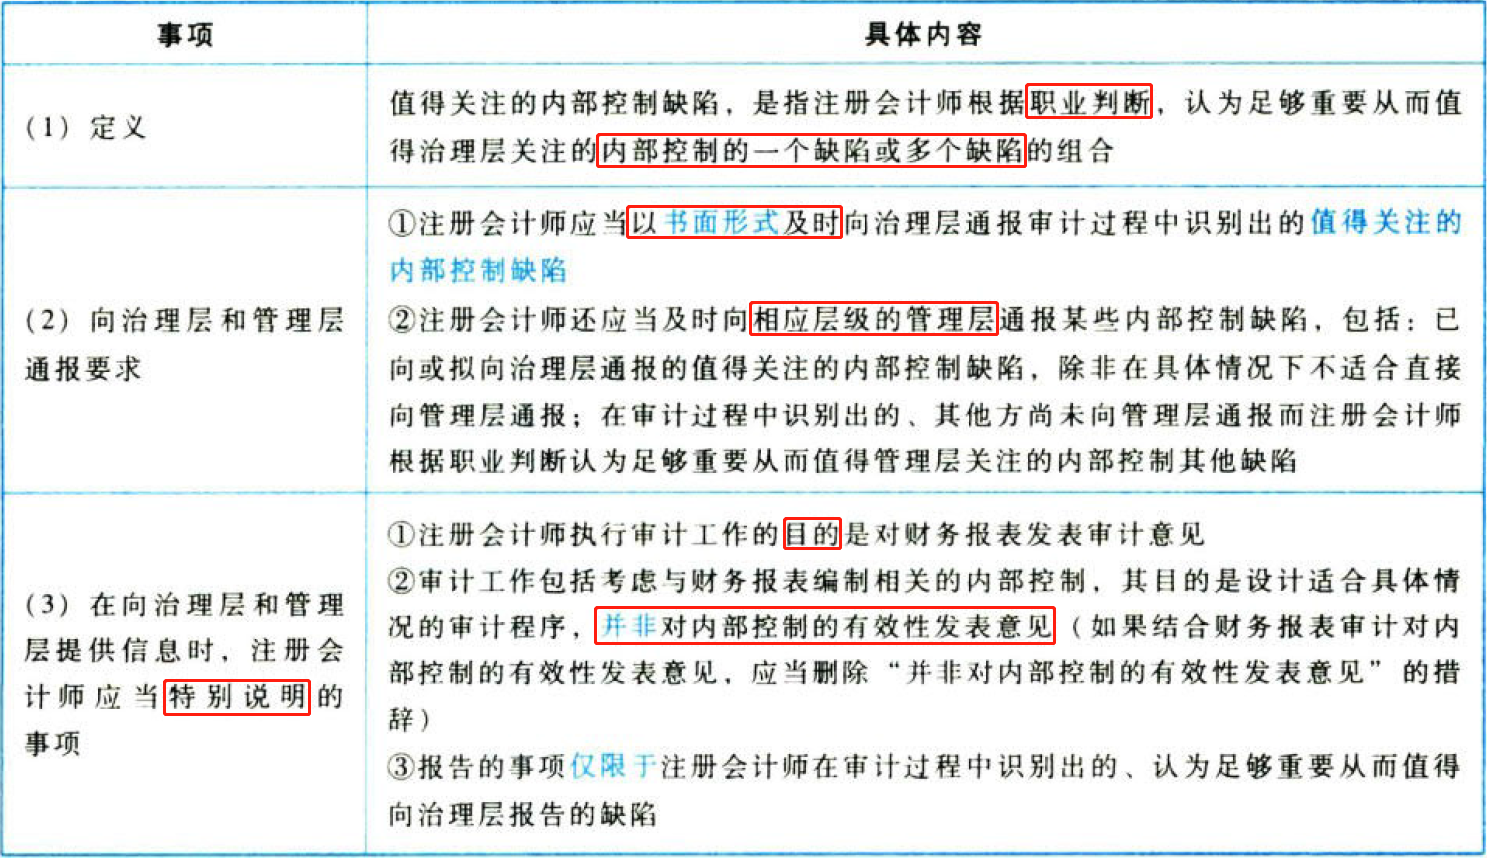 事项
具体内容
（1）定义
值得关注的内部控制缺陷，是指注册会计师根据职业判断，认为足够重要从而值
得治理层关注的内部控制的一个缺陷或多个缺陷的组合
（2）向治理层和管理层
通报要求
①注册会计师应当以书面形式及时向治理层通报审计过程中识别出的值得关注的
内部控制缺陷
②注册会计师还应当及时向相应层级的管理层通报某些内部控制缺陷，包括：已
向或拟向治理层通报的值得关注的内部控制缺陷，除非在具体情况下不适合直接
向管理层通报；在审计过程中识别出的、其他方尚未向管理层通报而注册会计师
根据职业判断认为足够重要从而值得管理层关注的内部控制其他缺陷
（3）在向治理层和管理
层提供信息时，注册会
计师应当特别说明的
事项
①注册会计师执行审计工作的目的是对财务报表发表审计意见
②审计工作包括考虑与财务报表编制相关的内部控制，其目的是设计适合具体情
况的审计程序，并非对内部控制的有效性发表意见（如果结合财务报表审计对内
部控制的有效性发表意见，应当删除“并非对内部控制的有效性发表意见”的措
辞）
③报告的事项仅限于注册会计师在审计过程中识别出的、认为足够重要从而值得
向治理层报告的缺陷